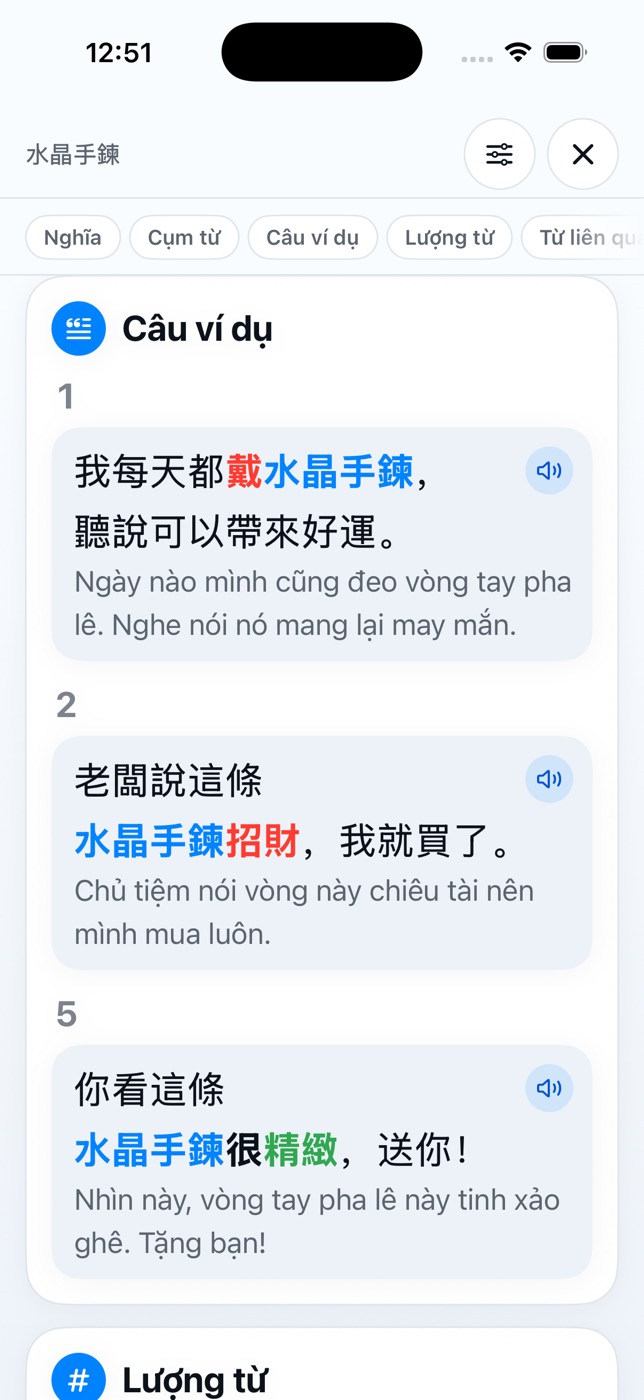 12:51
水晶手鍊
Nghĩa
Cụm từ
Câu ví dụ
Lượng từ
Từ liên qu
Câu ví dụ
1
我每天都戴水晶手鍊，
聽說可以帶來好運。
Ngày nào mình cũng đeo vòng tay pha
lê. Nghe nói nó mang lại may mắn.
2
老闆說這條
水晶手鍊招財，我就買了。
Chủ tiệm nói vòng này chiêu tài nên
mình mua luôn.
5
你看這條
水晶手鍊很精緻，送你！
Nhìn này, vòng tay pha lê này tinh xảo
ghê. Tặng bạn!
# Lượng từ